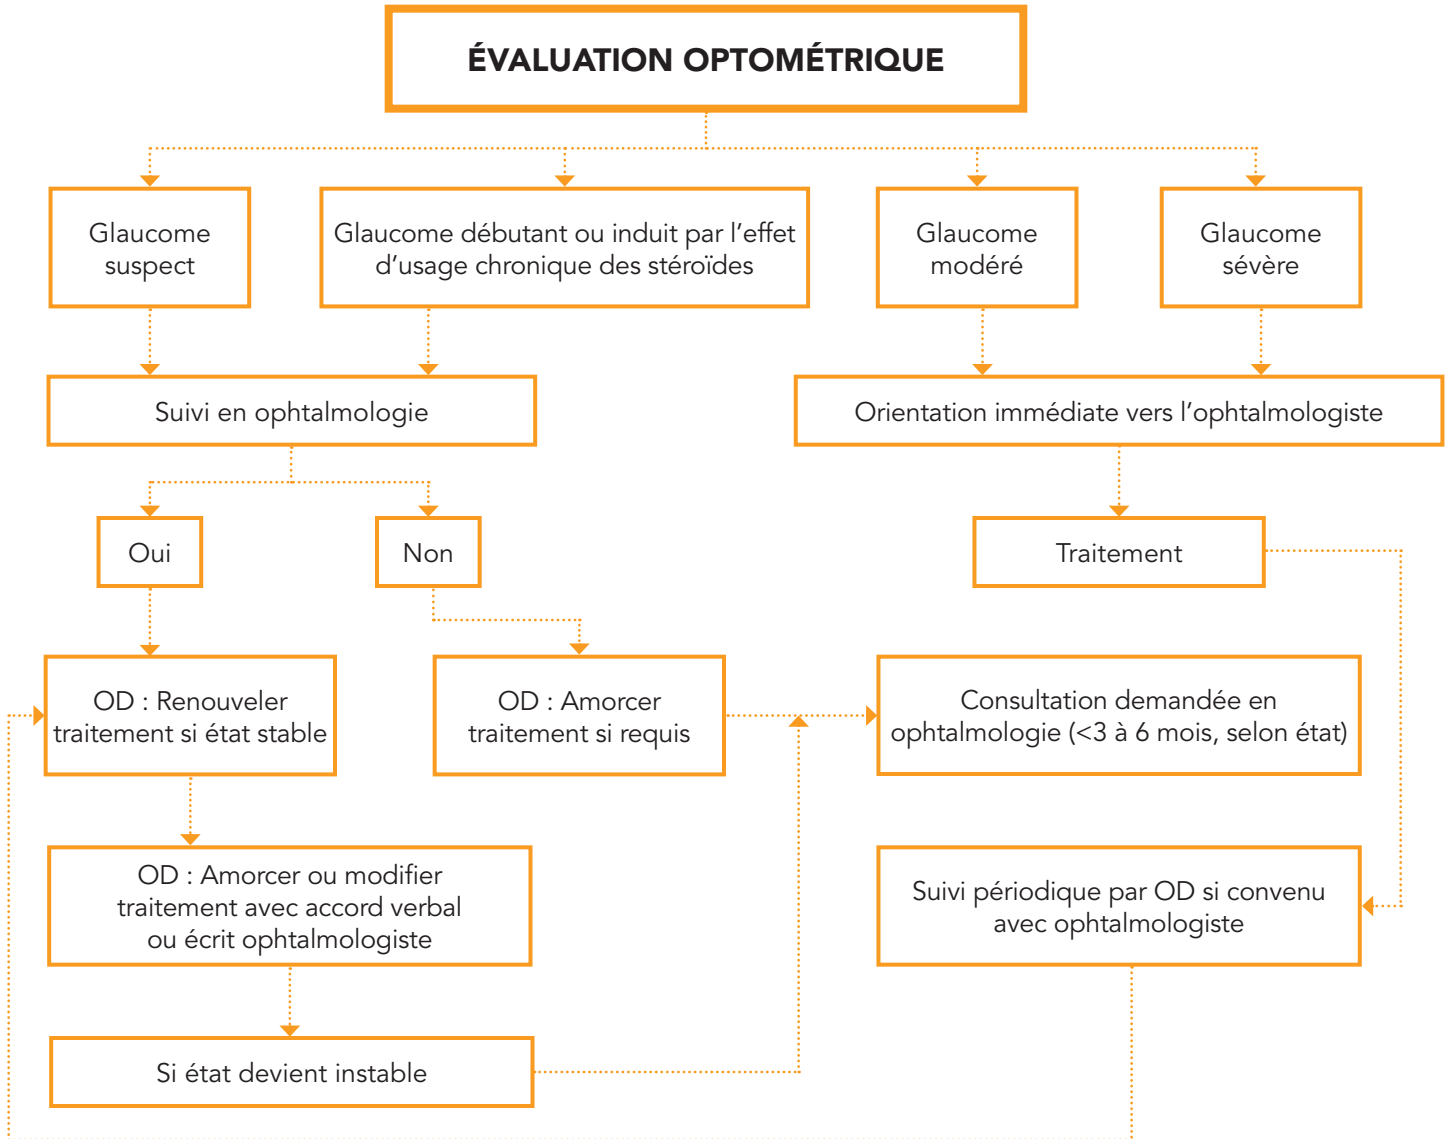 ÉVALUATION OPTOMÉTRIQUE
Glaucome
suspect
Glaucome débutant ou induit par l’effet
d’usage chronique des stéroïdes
Glaucome
modéré
Glaucome
sévère
Suivi en ophtalmologie
Orientation immédiate vers l’ophtalmologiste
Oui
Non
Traitement
OD : Renouveler
traitement si état stable
OD : Amorcer
traitement si requis
Consultation demandée en
ophtalmologie (<3 à 6 mois, selon état)
OD : Amorcer ou modifier
traitement avec accord verbal
ou écrit ophtalmologiste
Suivi périodique par OD si convenu
avec ophtalmologiste
Si état devient instable